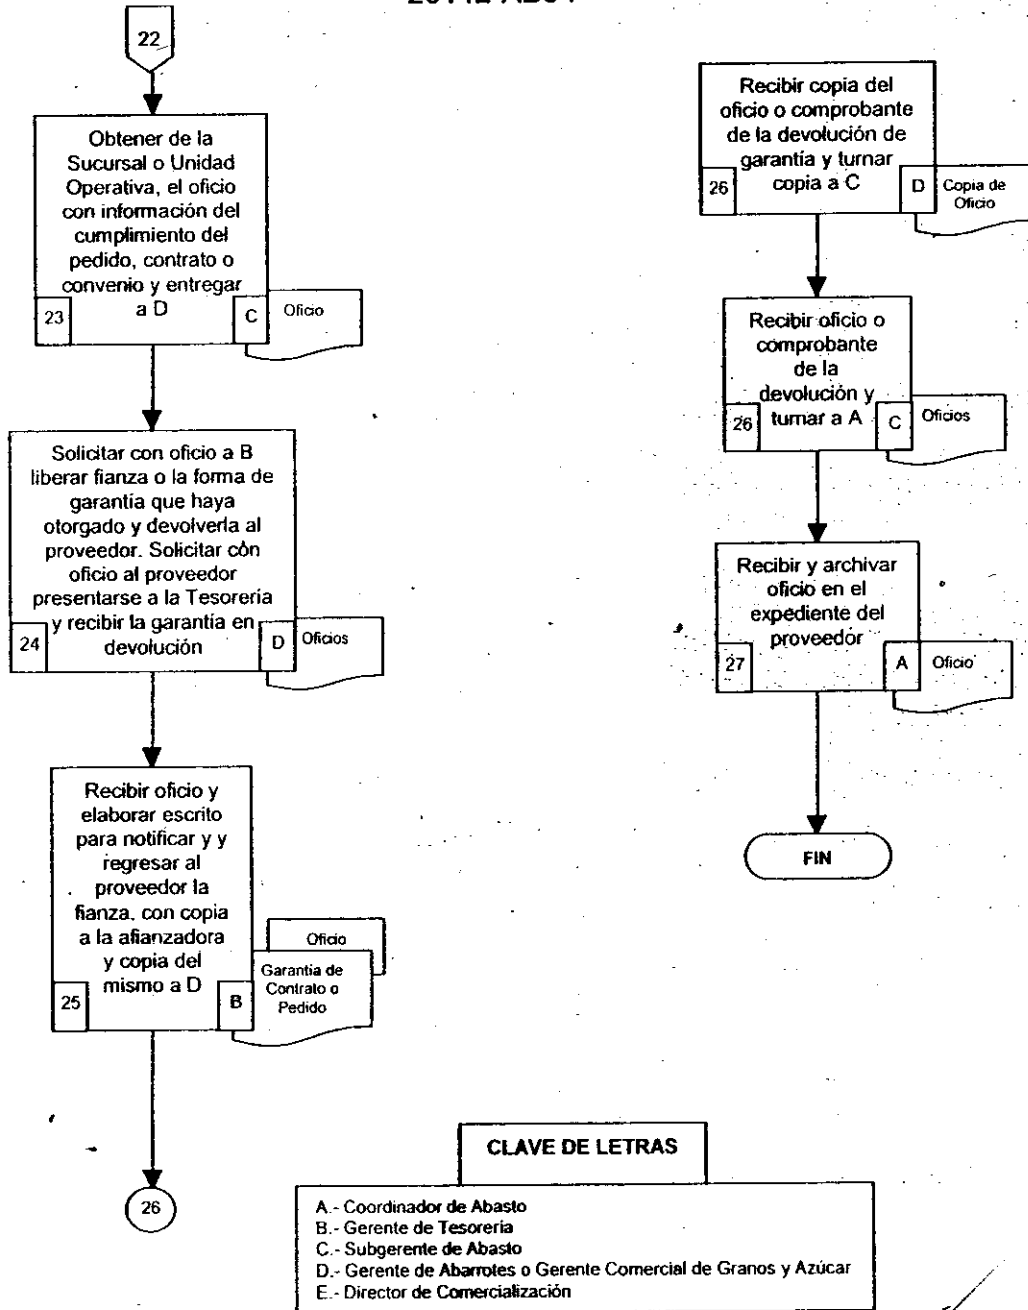 22
Obtener de la
Sucursal o Unidad
Operativa, el oficio
con información del
cumplimiento del
pedido, contrato o
convenio y entregar
a D
23
C
Oficio
Solicitar con oficio a B
liberar fianza o la forma de
garantía que haya
otorgado y devolverla al
proveedor. Solicitar con
oficio al proveedor
presentarse a la Tesorería
y recibir la garantía en
devolución
24
D
Oficios
Recibir oficio y
elaborar escrito
para notificar y y
regresar al
proveedor la
fianza, con copia
a la afianzadora
y copia del
mismo a D
25
B
Oficio
Garantía de
Contrato o
Pedido
26
Recibir copia del
oficio o comprobante
de la devolución de
garantía y turnar
copia a C
26
D
Copia de
Oficio
Recibir oficio o
comprobante
de la
devolución y
turnar a A
26
C
Oficios
Recibir y archivar
oficio en el
expediente del
proveedor
27
A
Oficio
FIN
CLAVE DE LETRAS
A.- Coordinador de Abasto
B.- Gerente de Tesorería
C.- Subgerente de Abasto
D.- Gerente de Abarrotes o Gerente Comercial de Granos y Azúcar
E.- Director de Comercialización